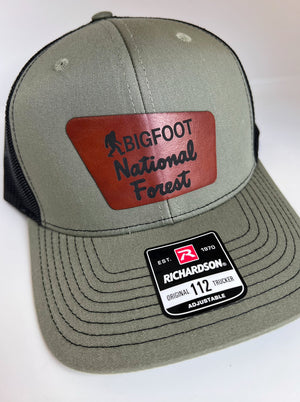 BIGFOOT
National
Forest
EST. R 1970
RICHARDSON®
ORIGINAL 112 TRUCKER
ADJUSTABLE